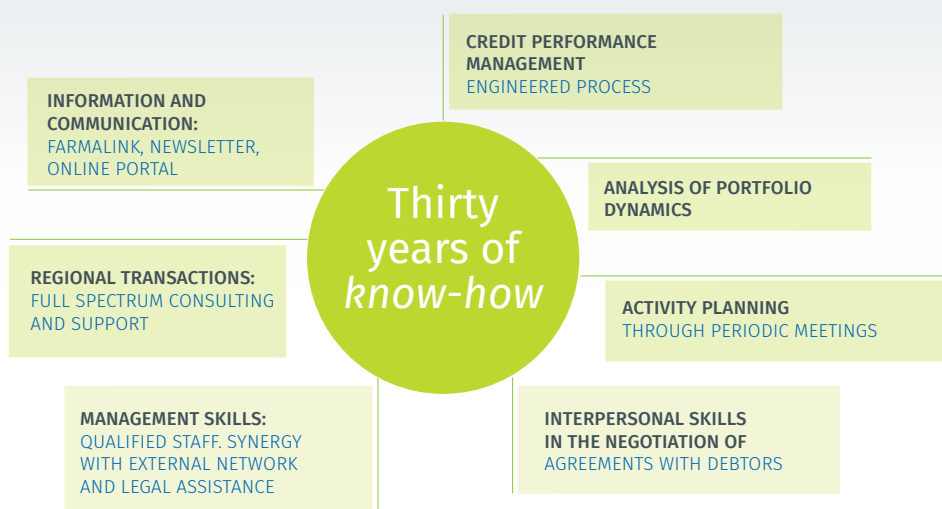 CREDIT PERFORMANCE
MANAGEMENT
ENGINEERED PROCESS
INFORMATION AND
COMMUNICATION:
FARMALINK, NEWSLETTER,
ONLINE PORTAL
Thirty
years of
know-how
ANALYSIS OF PORTFOLIO
DYNAMICS
REGIONAL TRANSACTIONS:
FULL SPECTRUM CONSULTING
AND SUPPORT
ACTIVITY PLANNING
THROUGH PERIODIC MEETINGS
MANAGEMENT SKILLS:
QUALIFIED STAFF. SYNERGY
WITH EXTERNAL NETWORK
AND LEGAL ASSISTANCE
INTERPERSONAL SKILLS
IN THE NEGOTIATION OF
AGREEMENTS WITH DEBTORS